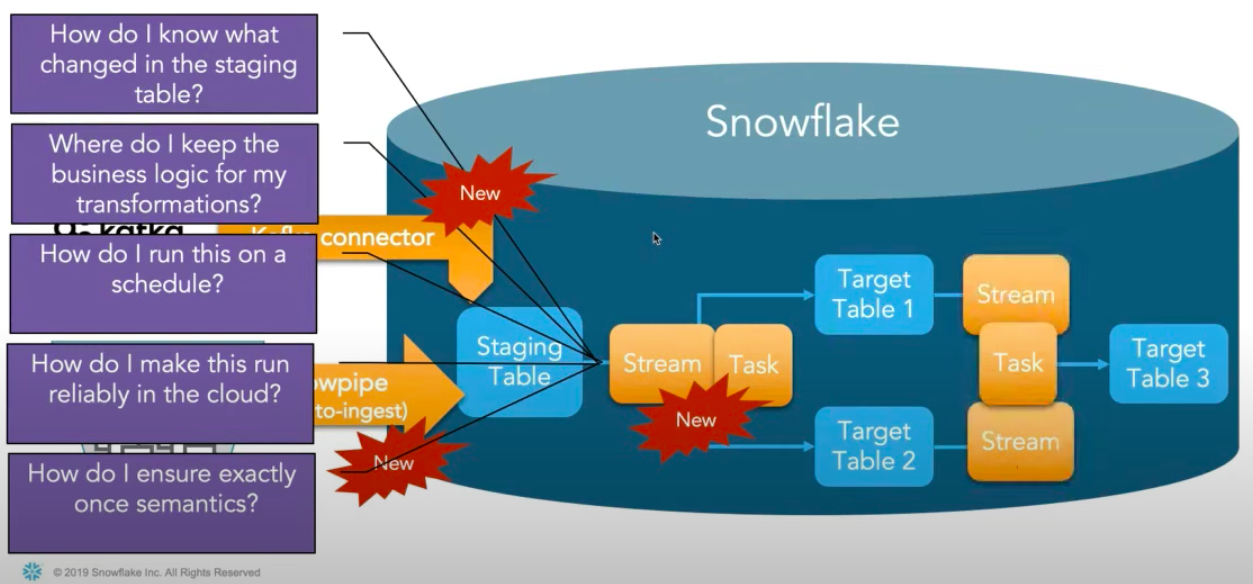 How do I know what
changed in the staging
table?
Where do I keep the
business logic for my
transformations?
How do I run this on a
schedule?
How do I make this run
reliably in the cloud?
How do I ensure exactly
once semantics?
Snowflake
New
connector
Staging
Table
Stream
Task
New
Target
Table 1
Stream
Task
Target
Table 3
Target
Table 2
Stream
owpipe
to-ingest)
New
© 2019 Snowflake Inc. All Rights Reserved